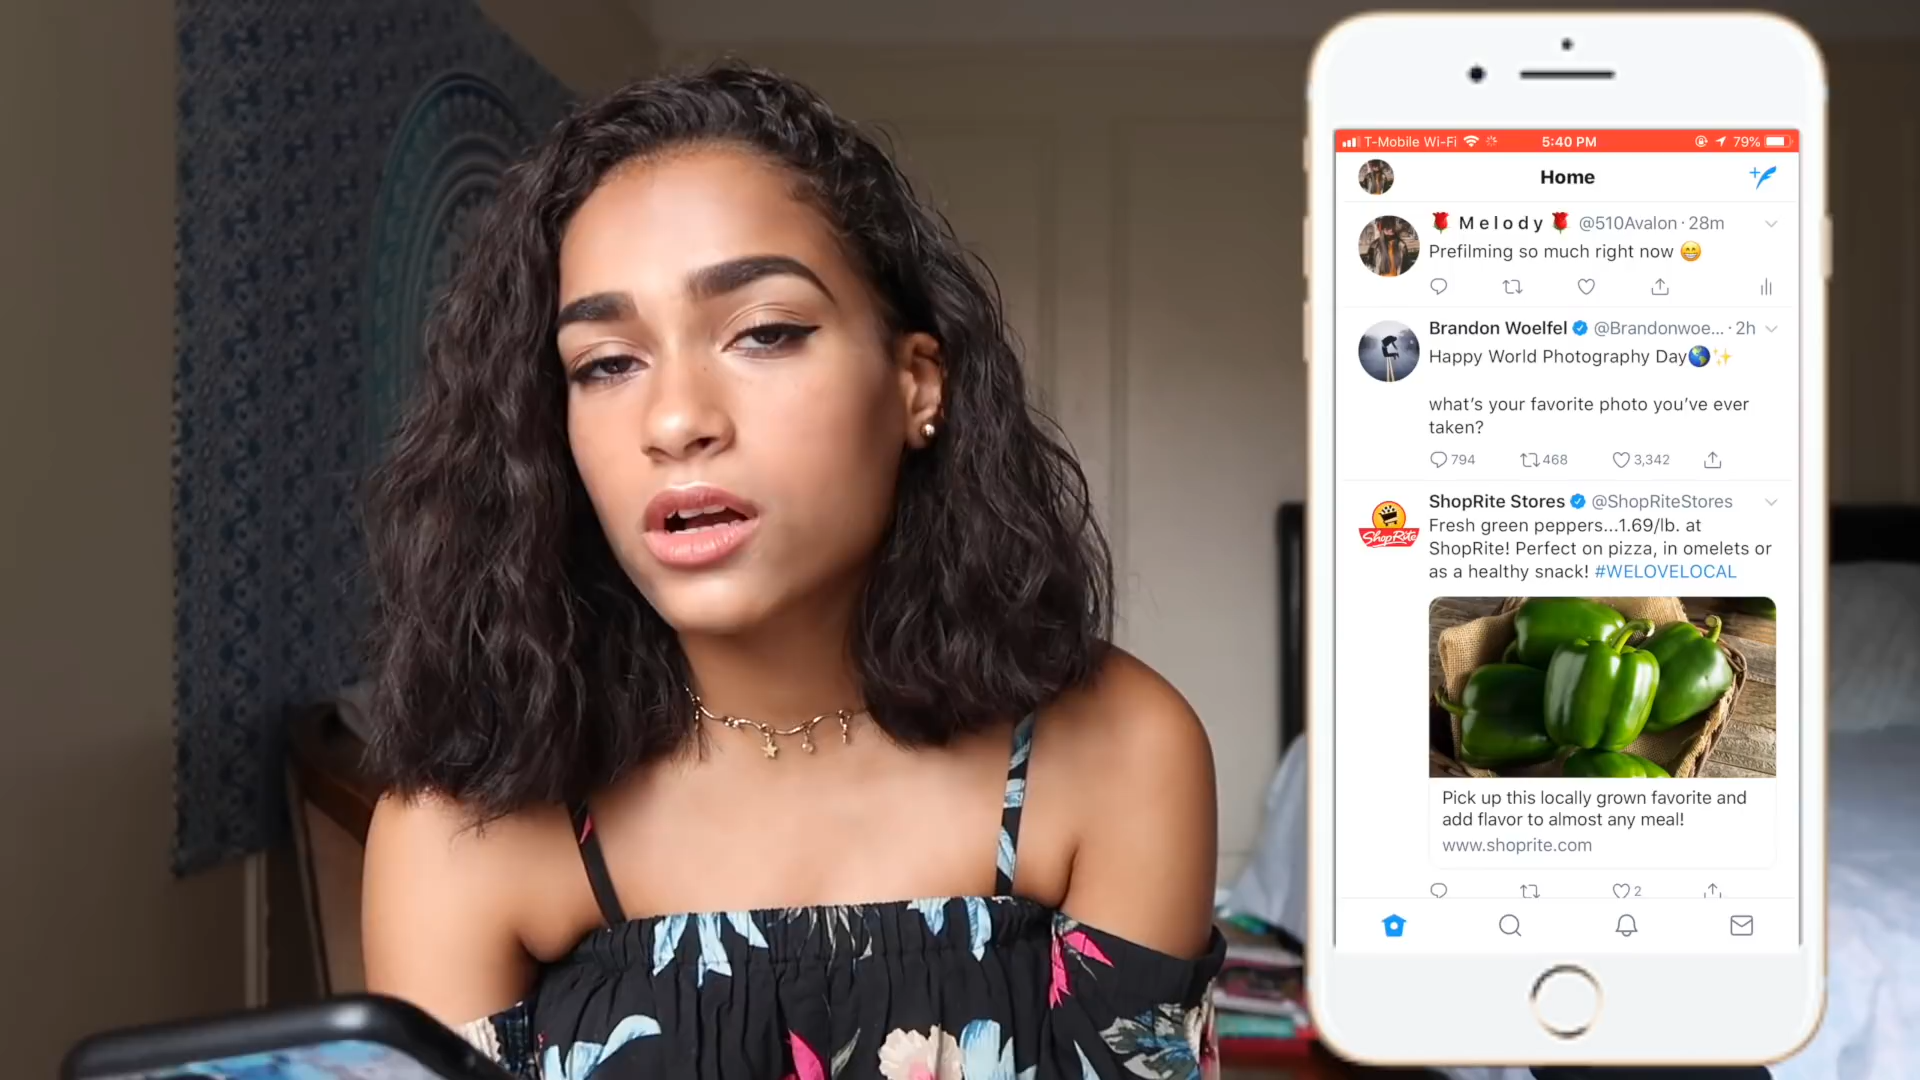 T-Mobile Wi-Fi 5:40 PM 79%
Home
🌹 M e l o d y 🌹 @510Avalon · 28m
Prefilming so much right now 😁
Brandon Woelfel @Brandonwoe... · 2h
Happy World Photography Day🌎✨
what's your favorite photo you've ever
taken?
794 468 3,342
ShopRite Stores @ShopRiteStores
ShopRite
Fresh green peppers...1.69/lb. at
ShopRite! Perfect on pizza, in omelets or
as a healthy snack! #WELOVELOCAL
Pick up this locally grown favorite and
add flavor to almost any meal!
www.shoprite.com
2